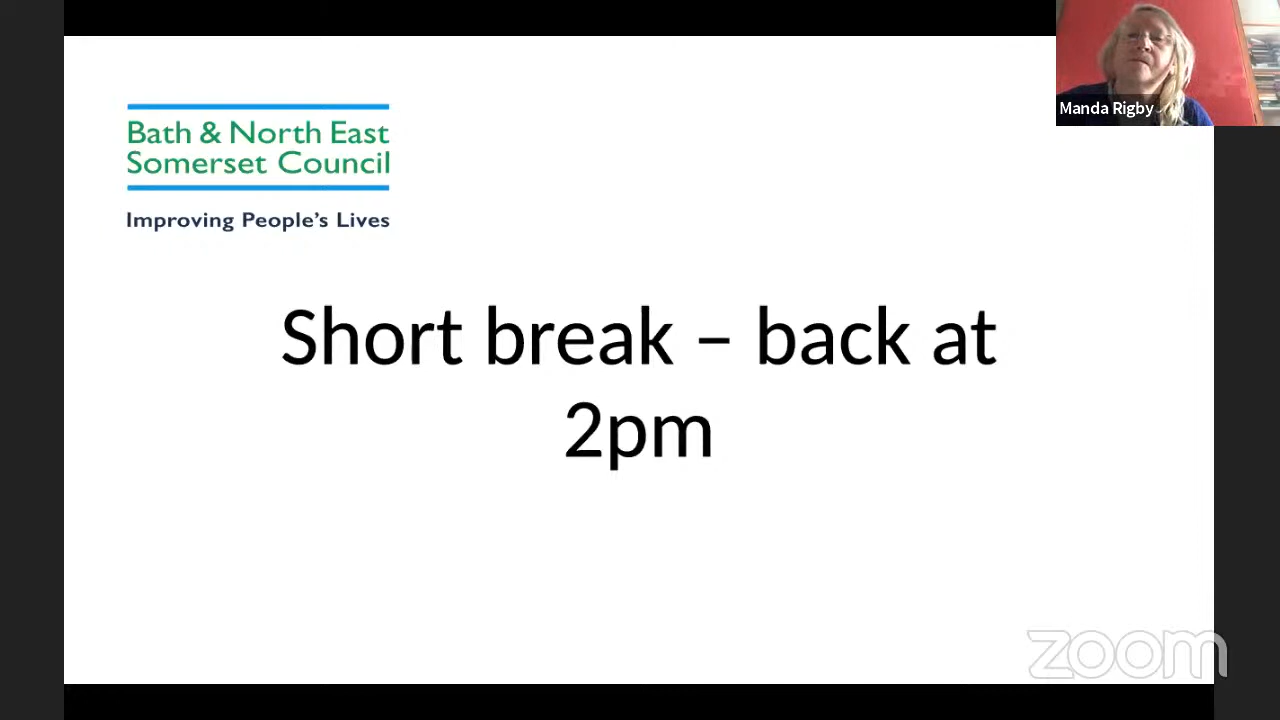 Manda Rigby
Bath & North East
Somerset Council
Improving People's Lives
Short break – back at
2pm
zoom